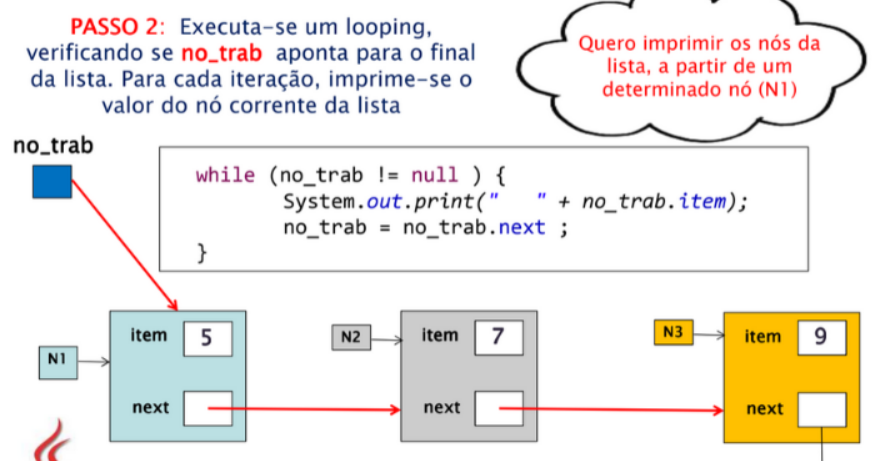 PASSO 2: Executa-se um looping,
verificando se no_trab aponta para o final
da lista. Para cada iteração, imprime-se o
valor do nó corrente da lista
Quero imprimir os nós da
lista, a partir de um
determinado nó (N1)
no_trab
while (no_trab != null ) {
System.out.print("   " + no_trab.item);
no_trab = no_trab.next ;
}
N1
item 5
next
N2
item 7
next
N3
item 9
next